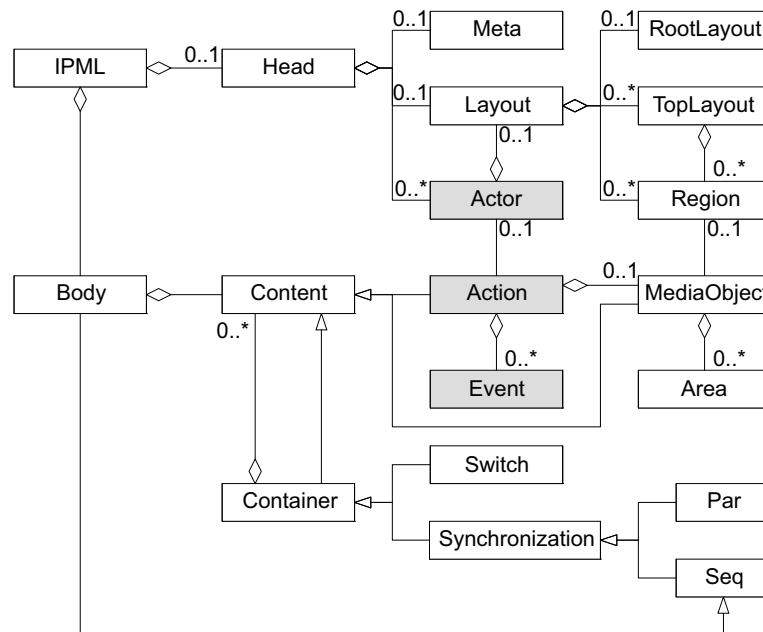 0..1 Meta 0..1 RootLayout
IPML 0..1 Head
0..1 Layout 0..* TopLayout
0..1 0..*
0..* Actor 0..* Region
0..1 0..1
Body Content Action 0..1 MediaObject
0..* 0..* 0..*
Event Area
Switch
Container Par
Synchronization
Seq